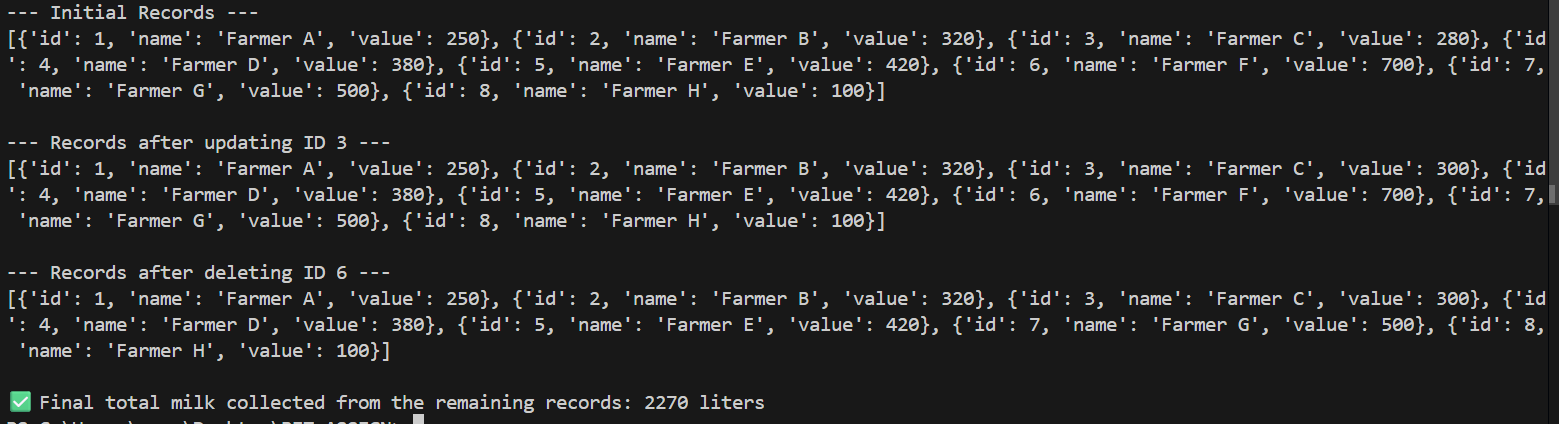 --- Initial Records ---
[{'id': 1, 'name': 'Farmer A', 'value': 250}, {'id': 2, 'name': 'Farmer B', 'value': 320}, {'id': 3, 'name': 'Farmer C', 'value': 280}, {'id
': 4, 'name': 'Farmer D', 'value': 380}, {'id': 5, 'name': 'Farmer E', 'value': 420}, {'id': 6, 'name': 'Farmer F', 'value': 700}, {'id': 7,
'name': 'Farmer G', 'value': 500}, {'id': 8, 'name': 'Farmer H', 'value': 100}]
--- Records after updating ID 3 ---
[{'id': 1, 'name': 'Farmer A', 'value': 250}, {'id': 2, 'name': 'Farmer B', 'value': 320}, {'id': 3, 'name': 'Farmer C', 'value': 300}, {'id
': 4, 'name': 'Farmer D', 'value': 380}, {'id': 5, 'name': 'Farmer E', 'value': 420}, {'id': 6, 'name': 'Farmer F', 'value': 700}, {'id': 7,
'name': 'Farmer G', 'value': 500}, {'id': 8, 'name': 'Farmer H', 'value': 100}]
--- Records after deleting ID 6 ---
[{'id': 1, 'name': 'Farmer A', 'value': 250}, {'id': 2, 'name': 'Farmer B', 'value': 320}, {'id': 3, 'name': 'Farmer C', 'value': 300}, {'id
': 4, 'name': 'Farmer D', 'value': 380}, {'id': 5, 'name': 'Farmer E', 'value': 420}, {'id': 7, 'name': 'Farmer G', 'value': 500}, {'id': 8,
'name': 'Farmer H', 'value': 100}]
✅ Final total milk collected from the remaining records: 2270 liters